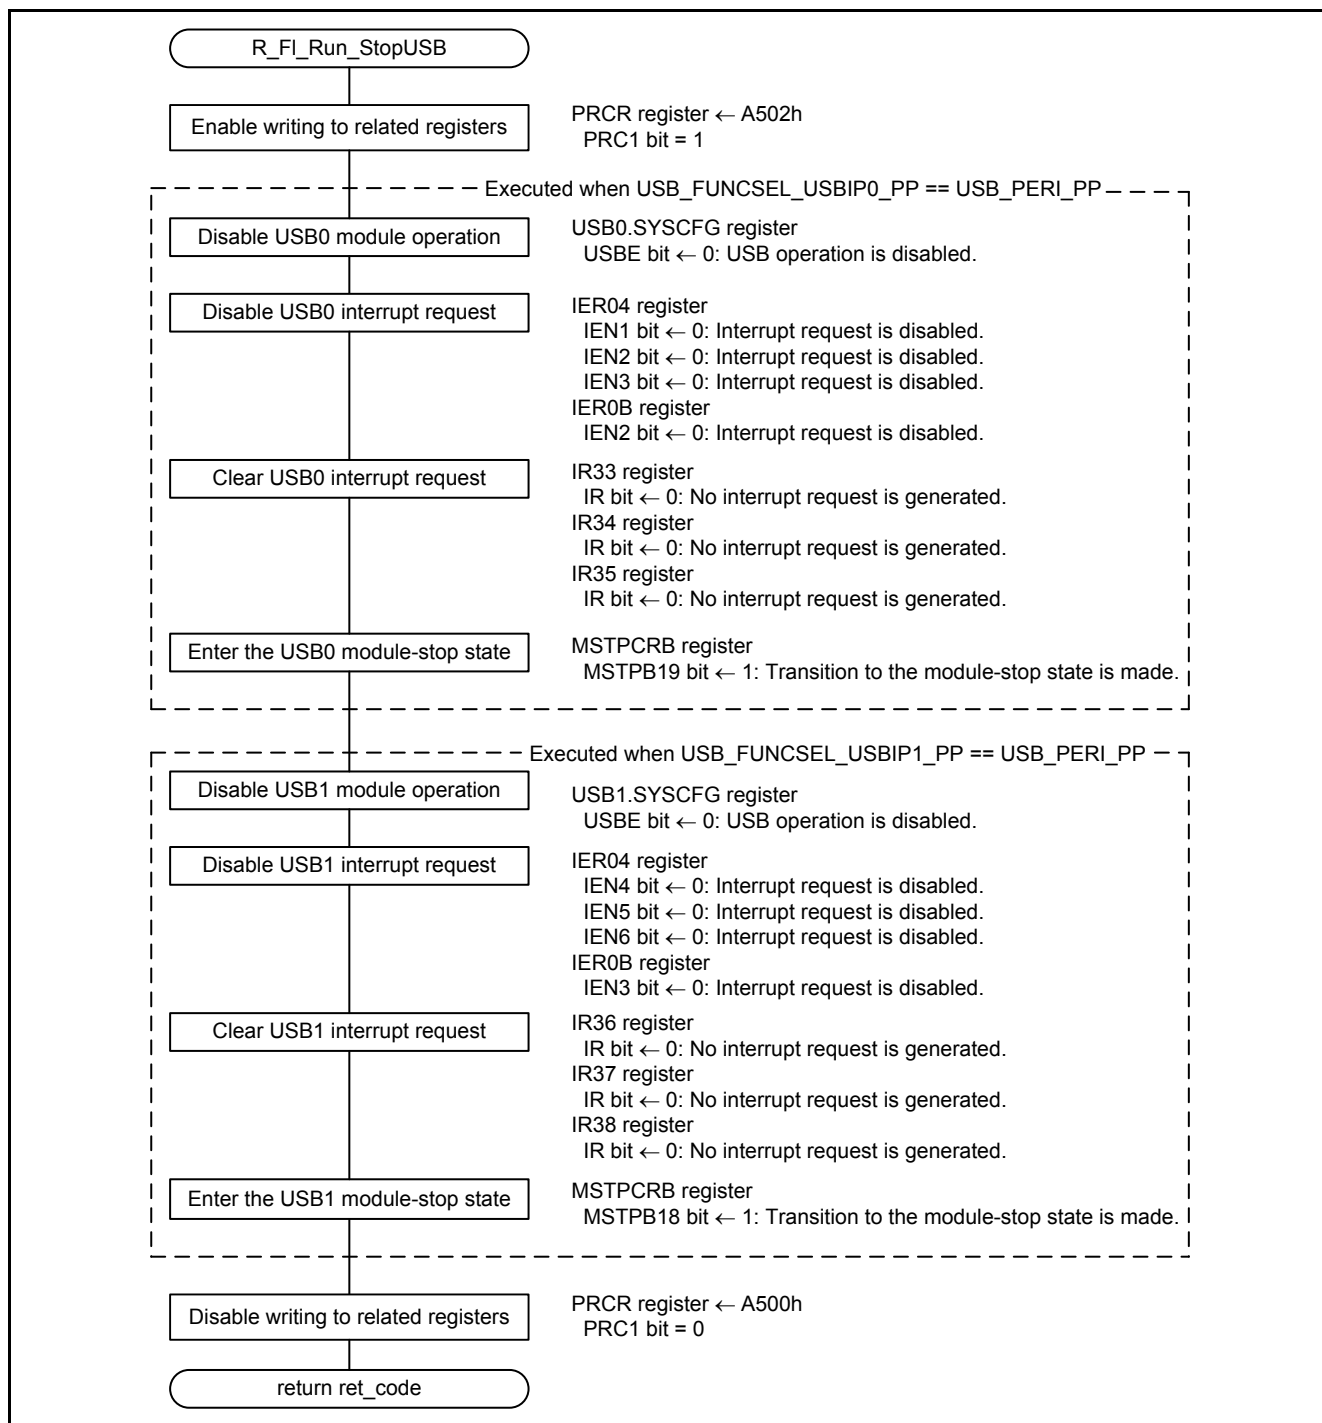 R_Fl_Run_StopUSB
Enable writing to related registers
PRCR register ← A502h
PRC1 bit = 1
Executed when USB_FUNCSEL_USBIP0_PP == USB_PERI_PP
Disable USB0 module operation
USB0.SYSCFG register
USBE bit ← 0: USB operation is disabled.
Disable USB0 interrupt request
IER04 register
IEN1 bit ← 0: Interrupt request is disabled.
IEN2 bit ← 0: Interrupt request is disabled.
IEN3 bit ← 0: Interrupt request is disabled.
IER0B register
IEN2 bit ← 0: Interrupt request is disabled.
Clear USB0 interrupt request
IR33 register
IR bit ← 0: No interrupt request is generated.
IR34 register
IR bit ← 0: No interrupt request is generated.
IR35 register
IR bit ← 0: No interrupt request is generated.
Enter the USB0 module-stop state
MSTPCRB register
MSTPB19 bit ← 1: Transition to the module-stop state is made.
Executed when USB_FUNCSEL_USBIP1_PP == USB_PERI_PP
Disable USB1 module operation
USB1.SYSCFG register
USBE bit ← 0: USB operation is disabled.
Disable USB1 interrupt request
IER04 register
IEN4 bit ← 0: Interrupt request is disabled.
IEN5 bit ← 0: Interrupt request is disabled.
IEN6 bit ← 0: Interrupt request is disabled.
IER0B register
IEN3 bit ← 0: Interrupt request is disabled.
Clear USB1 interrupt request
IR36 register
IR bit ← 0: No interrupt request is generated.
IR37 register
IR bit ← 0: No interrupt request is generated.
IR38 register
IR bit ← 0: No interrupt request is generated.
Enter the USB1 module-stop state
MSTPCRB register
MSTPB18 bit ← 1: Transition to the module-stop state is made.
Disable writing to related registers
PRCR register ← A500h
PRC1 bit = 0
return ret_code